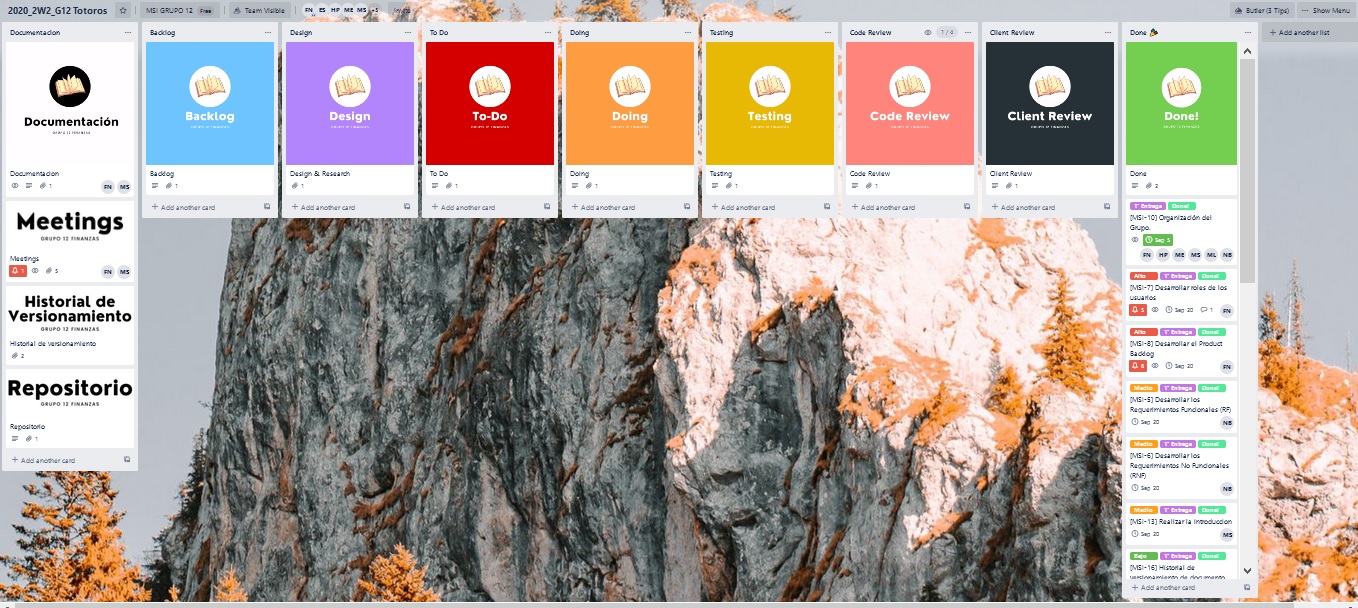 2020_2W2_G12 Totoros
MSI GRUPO 12 Free
Team Visible
FN ES HP ME MS +5 Invite
Butler (3 Tips)
Show Menu
Documentacion
Documentación
GRUPO 12 FINANZAS
Documentacion
1
FN MS
Meetings
GRUPO 12 FINANZAS
Meetings
1 5
FN MS
Historial de
Versionamiento
GRUPO 12 FINANZAS
Historial de versionamiento
2
Repositorio
GRUPO 12 FINANZAS
Repositorio
1
+ Add another card
Backlog
Backlog
GRUPO 12 FINANZAS
Backlog
1
+ Add another card
Design
Design
GRUPO 12 FINANZAS
Design & Research
1
+ Add another card
To Do
To-Do
GRUPO 12 FINANZAS
To Do
1
+ Add another card
Doing
Doing
GRUPO 12 FINANZAS
Doing
1
+ Add another card
Testing
Testing
GRUPO 12 FINANZAS
Testing
1
+ Add another card
Code Review
1 / 4
Code Review
GRUPO 12 FINANZAS
Code Review
1
+ Add another card
Client Review
Client Review
GRUPO 12 FINANZAS
Client Review
1
+ Add another card
Done
Done!
GRUPO 12 FINANZAS
Done
2
1° Entrega Done!
[MSI-10] Organización del
Grupo.
Sep 5
FN HP ME MS ML NB
Alto 1° Entrega Done!
[MSI-7] Desarrollar roles de los
usuarios
5 Sep 20 1 FN
Alto 1° Entrega Done!
[MSI-8] Desarrollar el Product
Backlog
6 Sep 20 FN
Medio 1° Entrega Done!
[MSI-5] Desarrollar los
Requerimientos Funcionales (RF)
Sep 20 NB
Medio 1° Entrega Done!
[MSI-6] Desarrollar los
Requerimientos No Funcionales
(RNF)
Sep 20 NB
Medio 1° Entrega Done!
[MSI-13] Realizar la Introduccion
Sep 20 MS
Bajo 1° Entrega Done!
[MSI-16] Historial de
versionamiento de documento
+ Add another card
+ Add another list